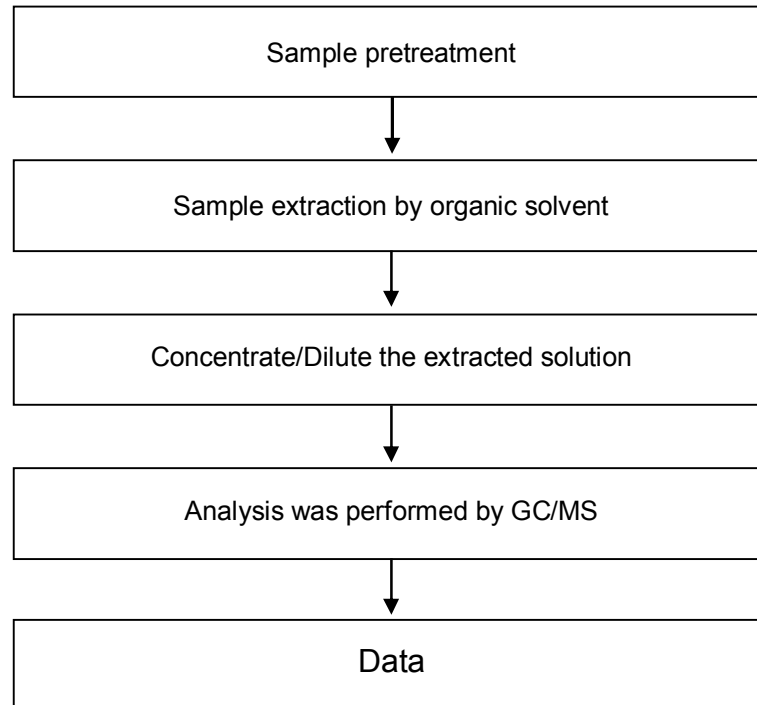 Sample pretreatment
Sample extraction by organic solvent
Concentrate/Dilute the extracted solution
Analysis was performed by GC/MS
Data